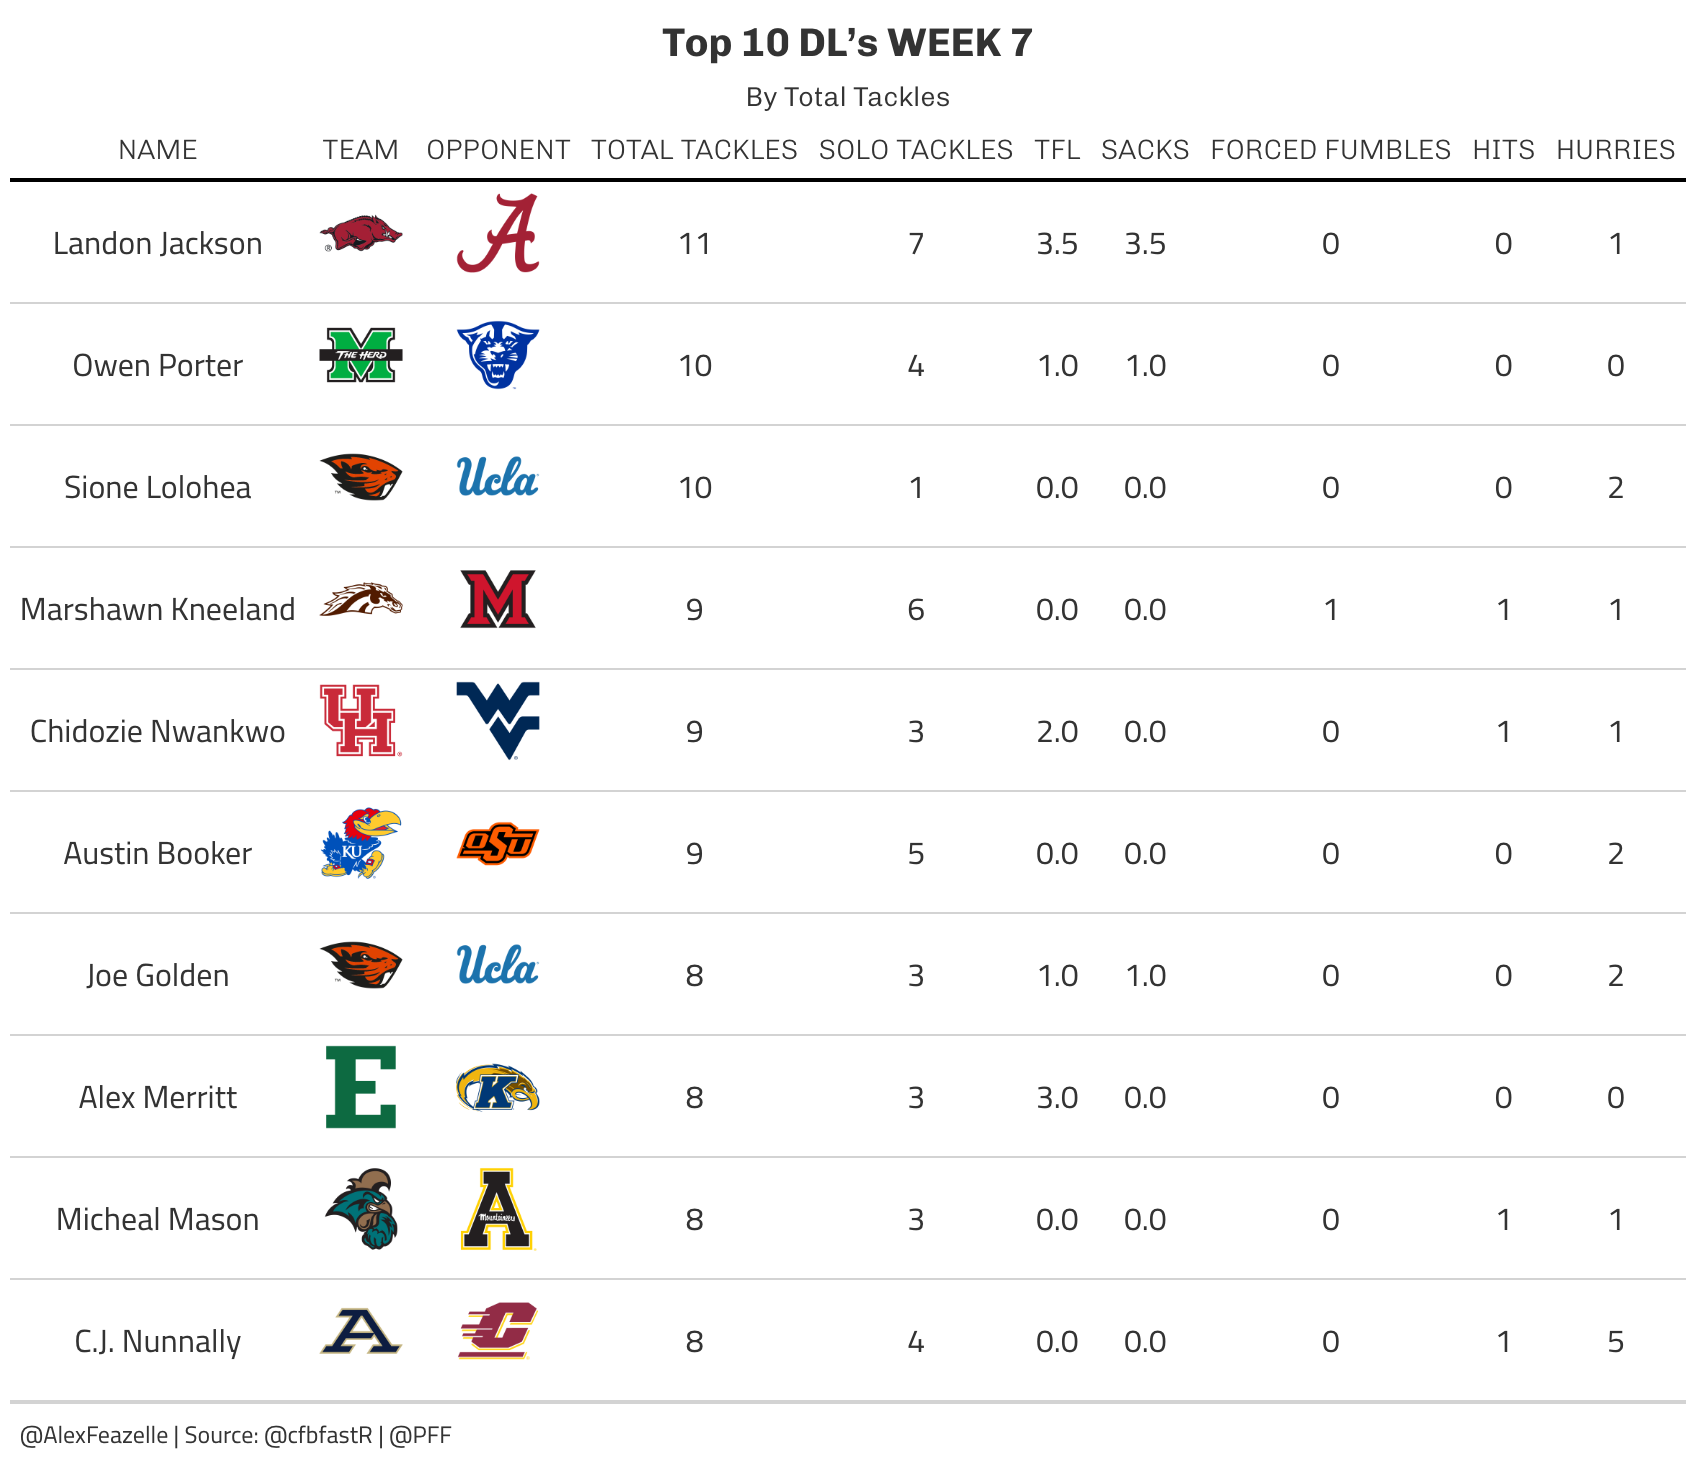 Top 10 DL’s WEEK 7
By Total Tackles
NAME TEAM OPPONENT TOTAL TACKLES SOLO TACKLES TFL SACKS FORCED FUMBLES HITS HURRIES
Landon Jackson A 11 7 3.5 3.5 0 0 1
Owen Porter M THE HERD 10 4 1.0 1.0 0 0 0
Sione Lolohea Ucla 10 1 0.0 0.0 0 0 2
Marshawn Kneeland M 9 6 0.0 0.0 1 1 1
Chidozie Nwankwo UH WV 9 3 2.0 0.0 0 1 1
Austin Booker KU OSU 9 5 0.0 0.0 0 0 2
Joe Golden Ucla 8 3 1.0 1.0 0 0 2
Alex Merritt E K 8 3 3.0 0.0 0 0 0
Micheal Mason A Mountaineers 8 3 0.0 0.0 0 1 1
C.J. Nunnally A C 8 4 0.0 0.0 0 1 5
@AlexFeazelle | Source: @cfbfastR | @PFF